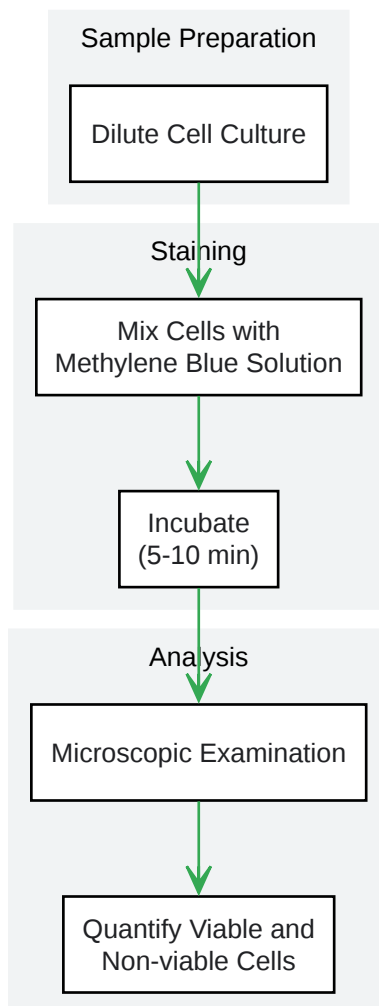 Sample Preparation
Dilute Cell Culture
Staining
Mix Cells with
Methylene Blue Solution
Incubate
(5-10 min)
Analysis
Microscopic Examination
Quantify Viable and
Non-viable Cells